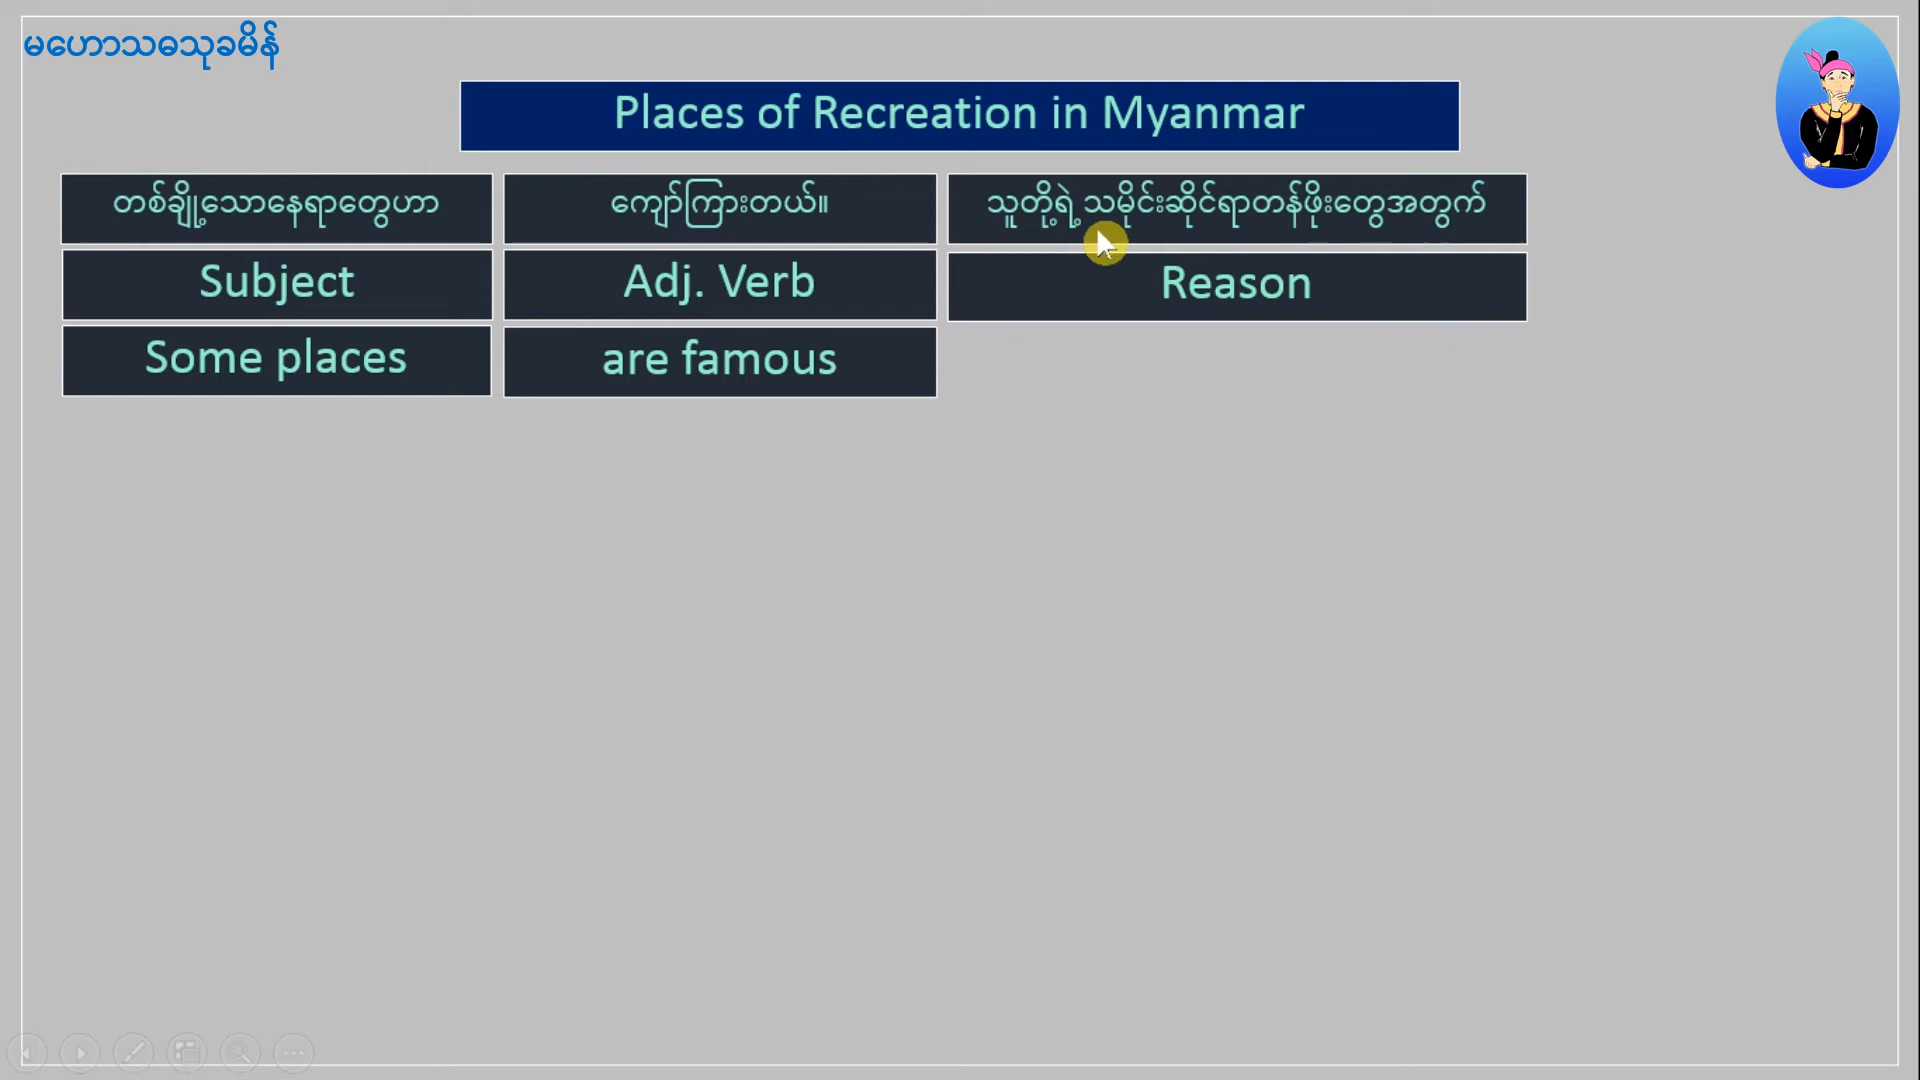 မဟောသဓသုခမိန်
Places of Recreation in Myanmar
တစ်ချို့သောနေရာတွေဟာ
ကျော်ကြားတယ်။
သူတို့ရဲ့သမိုင်းဆိုင်ရာတန်ဖိုးတွေအတွက်
Subject
Adj. Verb
Reason
Some places
are famous